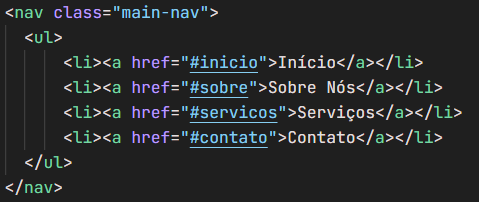 <nav class="main-nav">
<ul>
<li><a href="#inicio">Início</a></li>
<li><a href="#sobre">Sobre Nós</a></li>
<li><a href="#servicos">Serviços</a></li>
<li><a href="#contato">Contato</a></li>
</ul>
</nav>